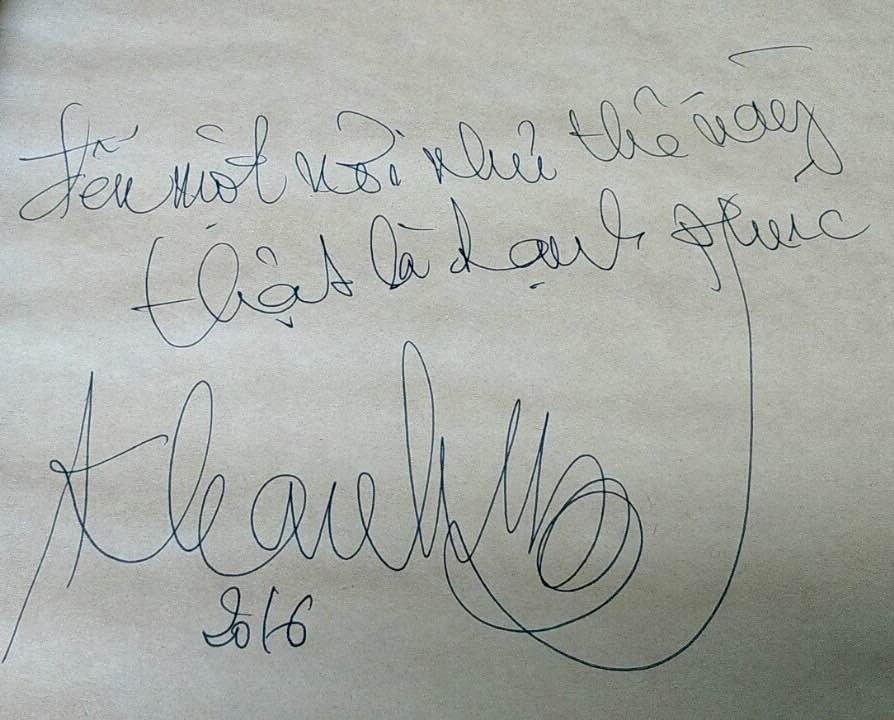 đến một nơi như thế này
thật là hạnh phúc
2016